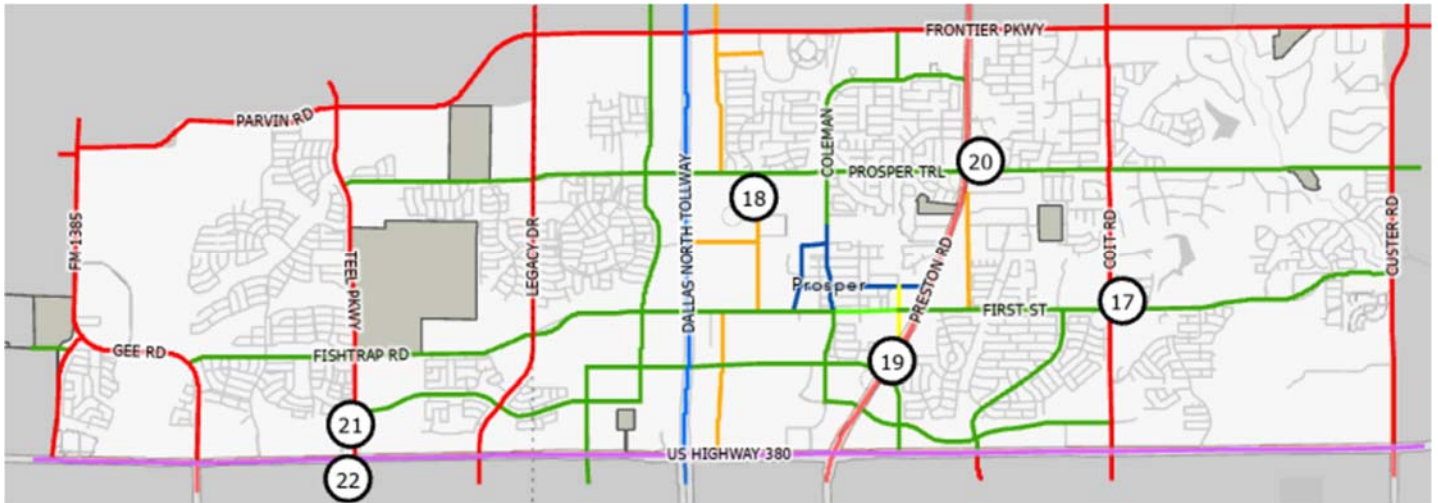 FRONTIER PKWY
PARVIN RD
COLEMAN
PROSPER TRL
20
18
DALLAS NORTH TOLLWAY
FM 1385
TEEL PKWY
LEGACY DR
PRESTON RD
COIT RD
CUSTER RD
Prosper
17
FIRST ST
GEE RD
FISHTRAP RD
19
21
US HIGHWAY 380
22